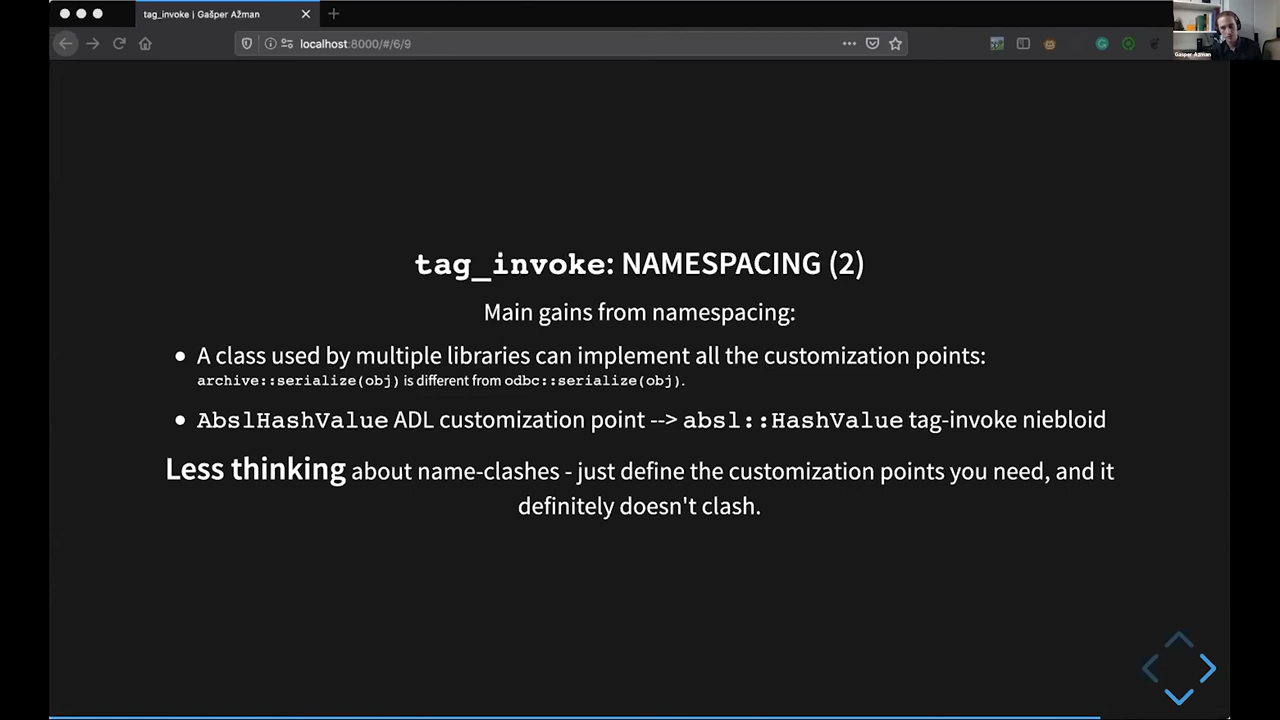 tag_invoke | Gašper Ažman
localhost:8000/#/6/9
Gašper Ažman
tag_invoke: NAMESPACING (2)
Main gains from namespacing:
• A class used by multiple libraries can implement all the customization points:
archive::serialize(obj) is different from odbc::serialize(obj).
• AbslHashValue ADL customization point --> absl::HashValue tag-invoke niebloid
Less thinking about name-clashes - just define the customization points you need, and it
definitely doesn't clash.